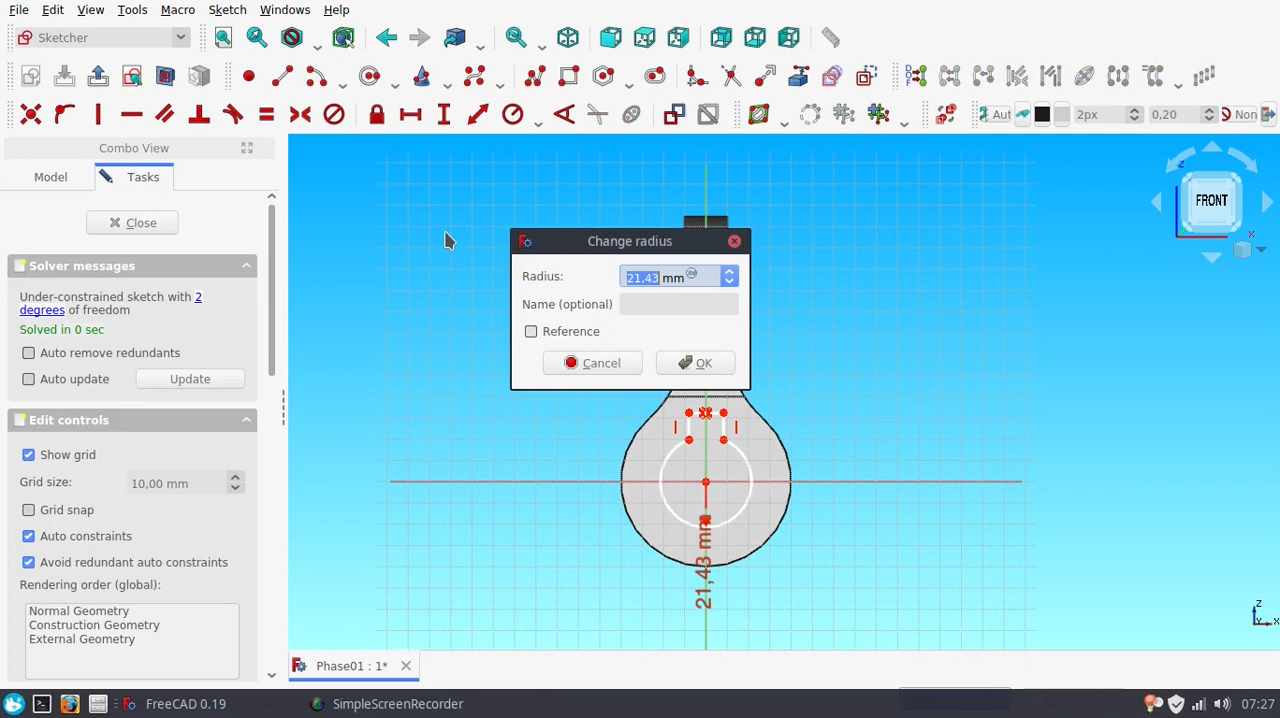 File Edit View Tools Macro Sketch Windows Help
Sketcher
Aut 2px 0,20 Non
Combo View
Model Tasks
Close
Solver messages
Under-constrained sketch with 2
degrees of freedom
Solved in 0 sec
Auto remove redundants
Auto update Update
Edit controls
Show grid
Grid size: 10,00 mm
Grid snap
Auto constraints
Avoid redundant auto constraints
Rendering order (global):
Normal Geometry
Construction Geometry
External Geometry
Change radius
Radius: 21,43 mm
Name (optional)
Reference
Cancel OK
21,43 mm
FRONT
z
x
z
Y x
Phase01 : 1*
FreeCAD 0.19 SimpleScreenRecorder 07:27